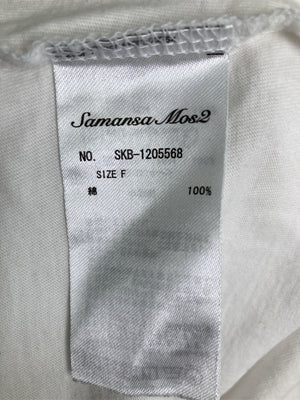 Samansa Mos2
NO. SKB-1205568
SIZE F
綿 100%